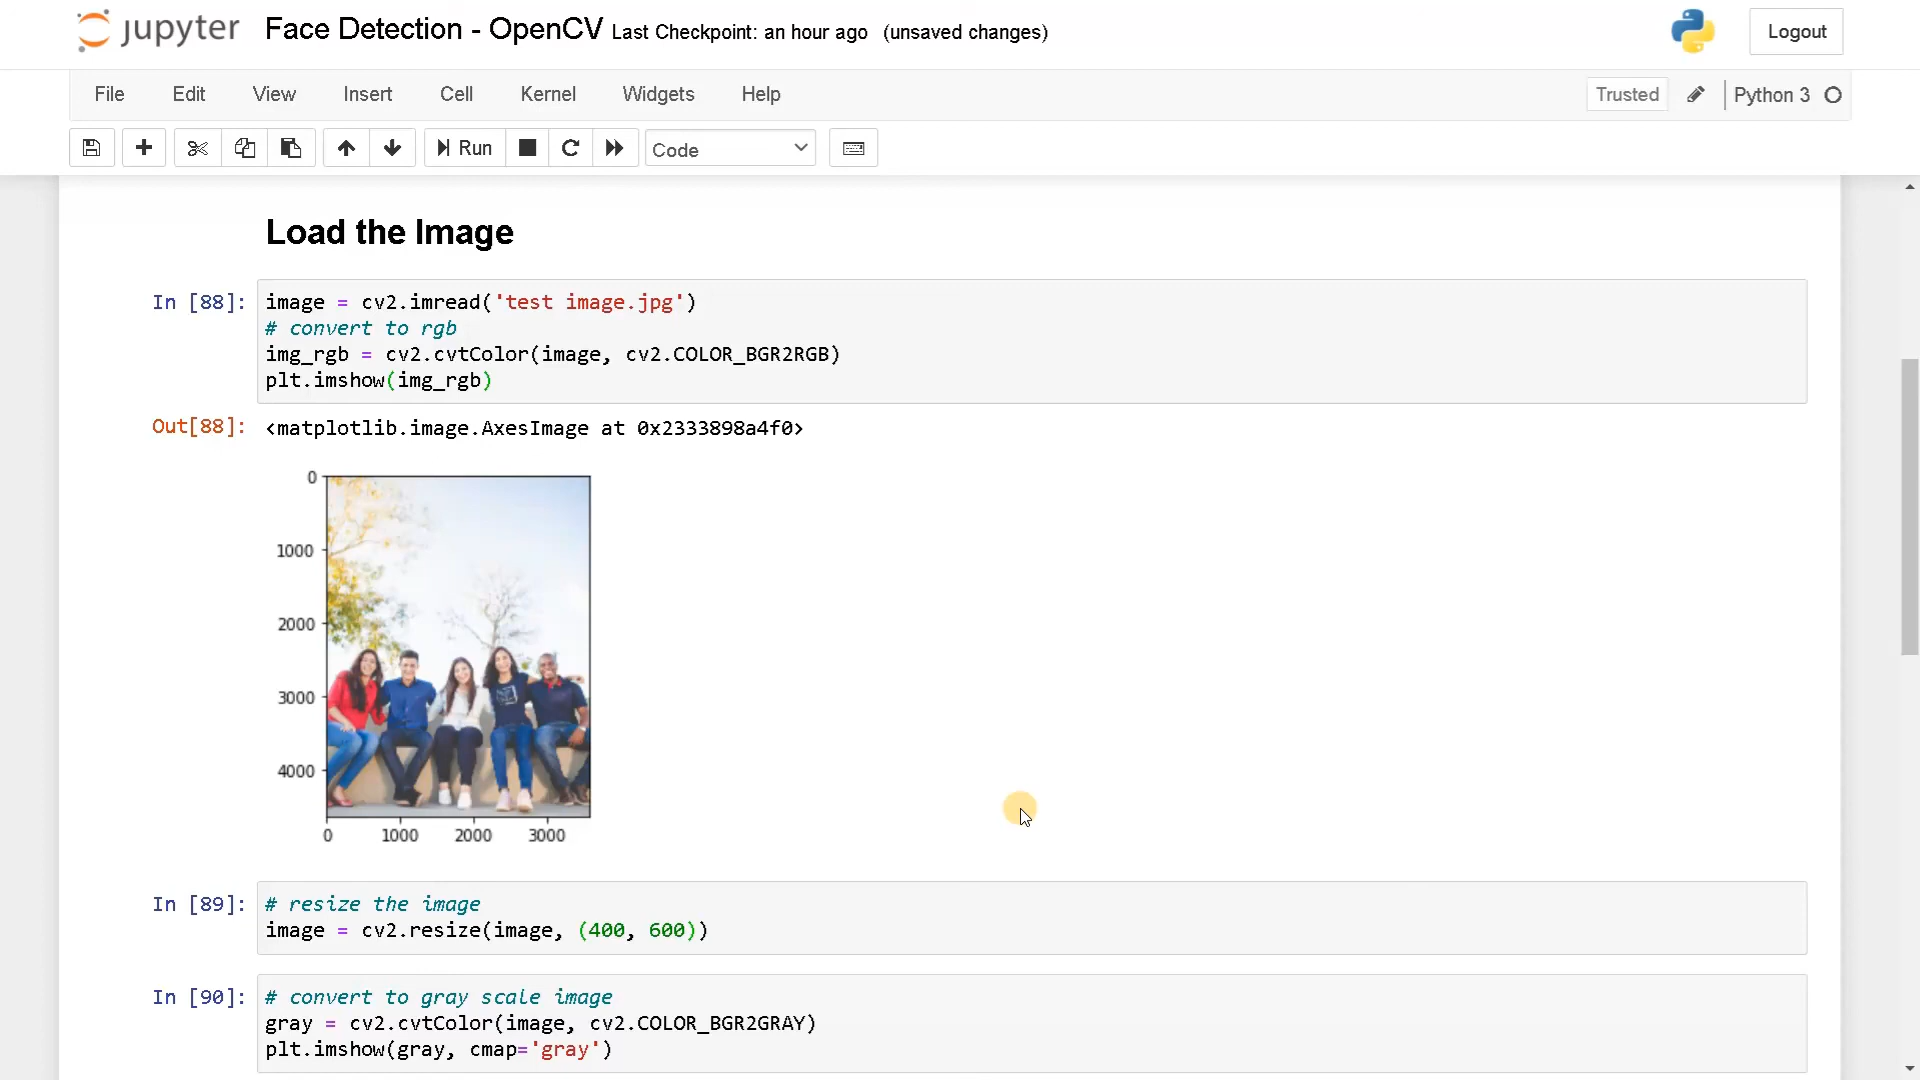 jupyter Face Detection - OpenCV Last Checkpoint: an hour ago (unsaved changes)
Logout
File Edit View Insert Cell Kernel Widgets Help
Trusted Python 3
Run Code
Load the Image
In [88]: image = cv2.imread('test image.jpg')
# convert to rgb
img_rgb = cv2.cvtColor(image, cv2.COLOR_BGR2RGB)
plt.imshow(img_rgb)
Out[88]: <matplotlib.image.AxesImage at 0x2333898a4f0>
0
1000
2000
3000
4000
0 1000 2000 3000
In [89]: # resize the image
image = cv2.resize(image, (400, 600))
In [90]: # convert to gray scale image
gray = cv2.cvtColor(image, cv2.COLOR_BGR2GRAY)
plt.imshow(gray, cmap='gray')